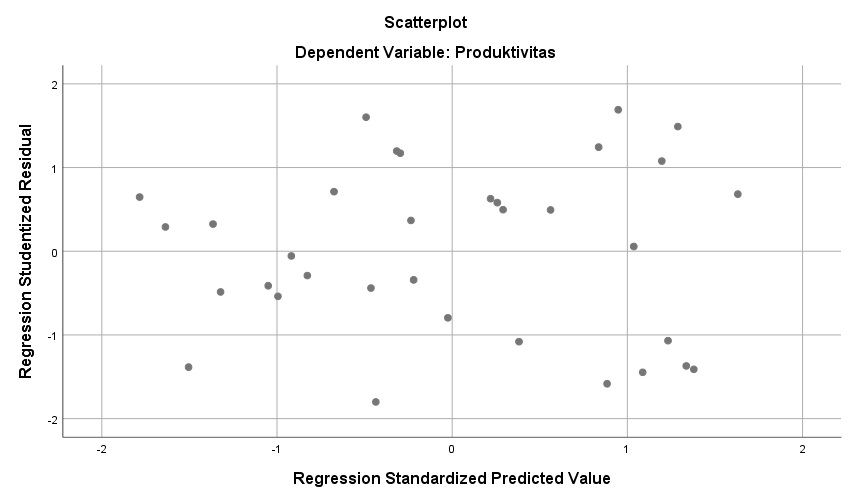 Scatterplot
Dependent Variable: Produktivitas
Regression Studentized Residual
2
1
0
-1
-2
-2
-1
0
1
2
Regression Standardized Predicted Value